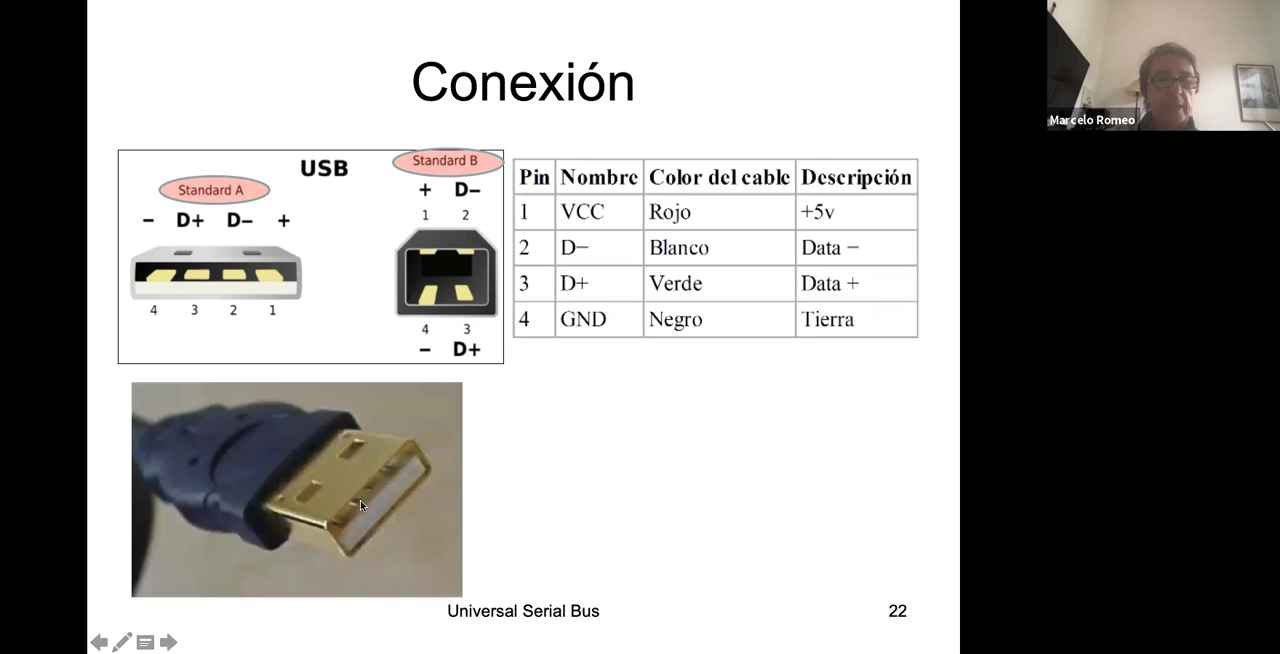 Conexión
USB
Standard A
− D+ D− +
4 3 2 1
Standard B
+ D−
1 2
4 3
− D+
Pin Nombre Color del cable Descripción
1 VCC Rojo +5v
2 D− Blanco Data −
3 D+ Verde Data +
4 GND Negro Tierra
Universal Serial Bus
22
Marcelo Romeo